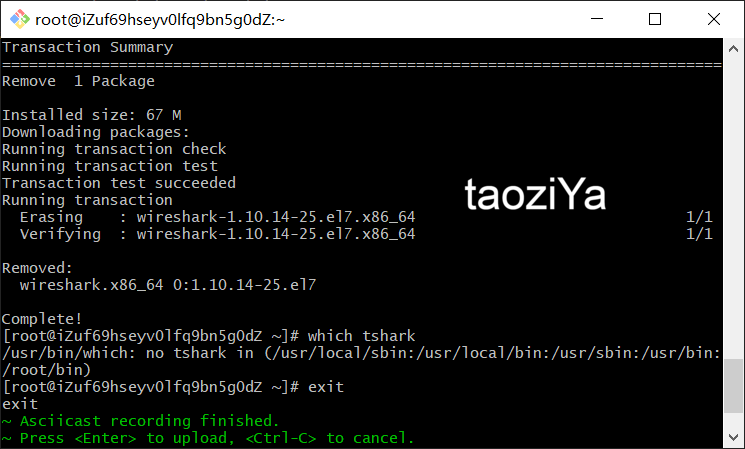 root@iZuf69hseyv0lfq9bn5g0dZ:~
Transaction Summary
================================================================================
Remove  1 Package
Installed size: 67 M
Downloading packages:
Running transaction check
Running transaction test
Transaction test succeeded
Running transaction
taoziYa
  Erasing    : wireshark-1.10.14-25.el7.x86_64                              1/1
  Verifying  : wireshark-1.10.14-25.el7.x86_64                              1/1
Removed:
  wireshark.x86_64 0:1.10.14-25.el7
Complete!
[root@iZuf69hseyv0lfq9bn5g0dZ ~]# which tshark
/usr/bin/which: no tshark in (/usr/local/sbin:/usr/local/bin:/usr/sbin:/usr/bin:
/root/bin)
[root@iZuf69hseyv0lfq9bn5g0dZ ~]# exit
exit
~ Asciicast recording finished.
~ Press <Enter> to upload, <Ctrl-C> to cancel.